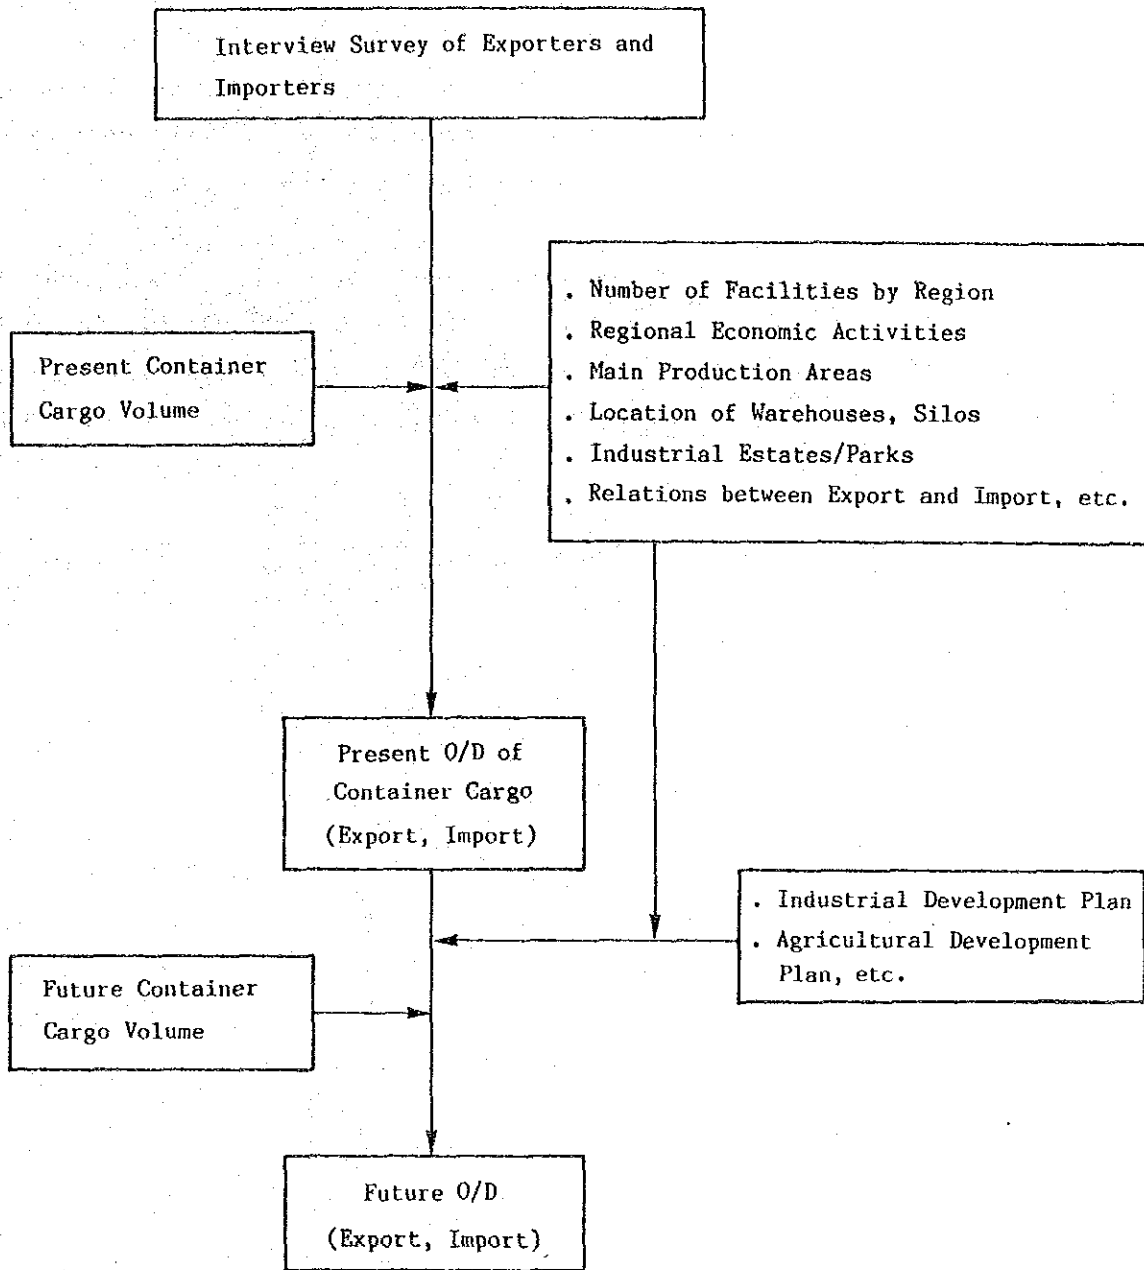 Interview Survey of Exporters and
Importers
Present Container
Cargo Volume
. Number of Facilities by Region
. Regional Economic Activities
. Main Production Areas
. Location of Warehouses, Silos
. Industrial Estates/Parks
. Relations between Export and Import, etc.
Present O/D of
Container Cargo
(Export, Import)
. Industrial Development Plan
. Agricultural Development
Plan, etc.
Future Container
Cargo Volume
Future O/D
(Export, Import)